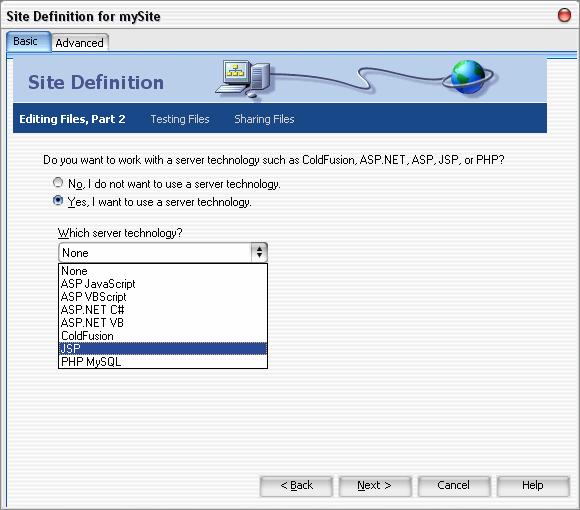 Site Definition for mySite
Basic Advanced
Site Definition
Editing Files, Part 2 Testing Files Sharing Files
Do you want to work with a server technology such as ColdFusion, ASP.NET, ASP, JSP, or PHP?
No, I do not want to use a server technology.
Yes, I want to use a server technology.
Which server technology?
None
None
ASP JavaScript
ASP VBScript
ASP.NET C#
ASP.NET VB
ColdFusion
JSP
PHP MySQL
< Back Next > Cancel Help